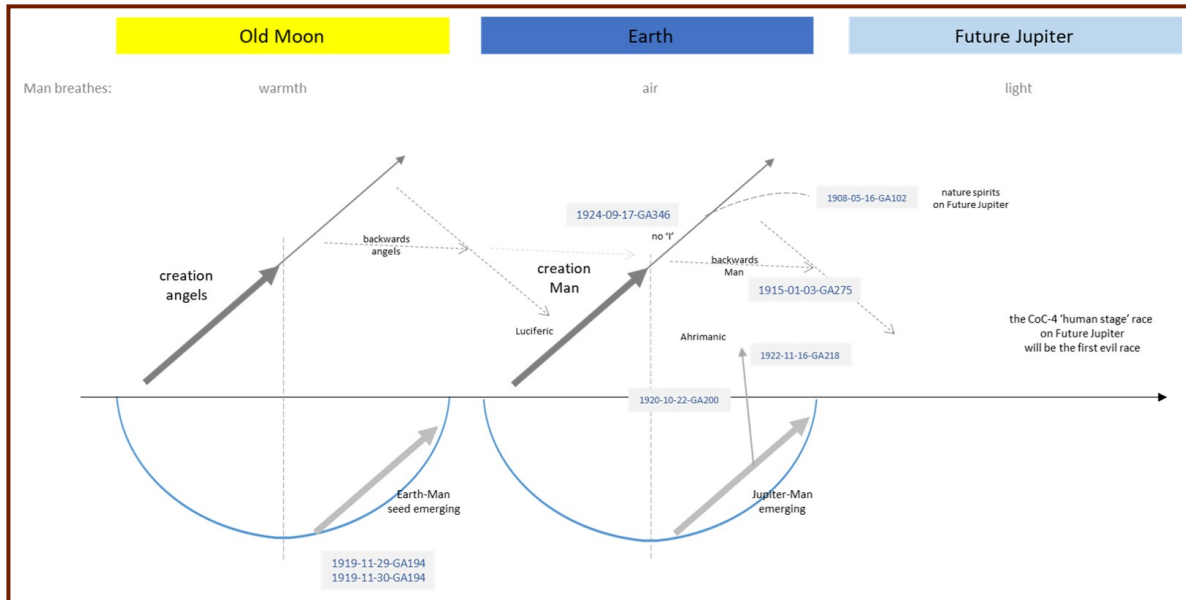 Old Moon
Earth
Future Jupiter
Man breathes:
warmth
air
light
1908-05-16-GA102
nature spirits
on Future Jupiter
1924-09-17-GA346
no 'I'
backwards
angels
creation
angels
creation
Man
backwards
Man
1915-01-03-GA275
Luciferic
Ahrimanic
1922-11-16-GA218
the CoC-4 'human stage' race
on Future Jupiter
will be the first evil race
1920-10-22-GA200
Earth-Man
seed emerging
Jupiter-Man
emerging
1919-11-29-GA194
1919-11-30-GA194